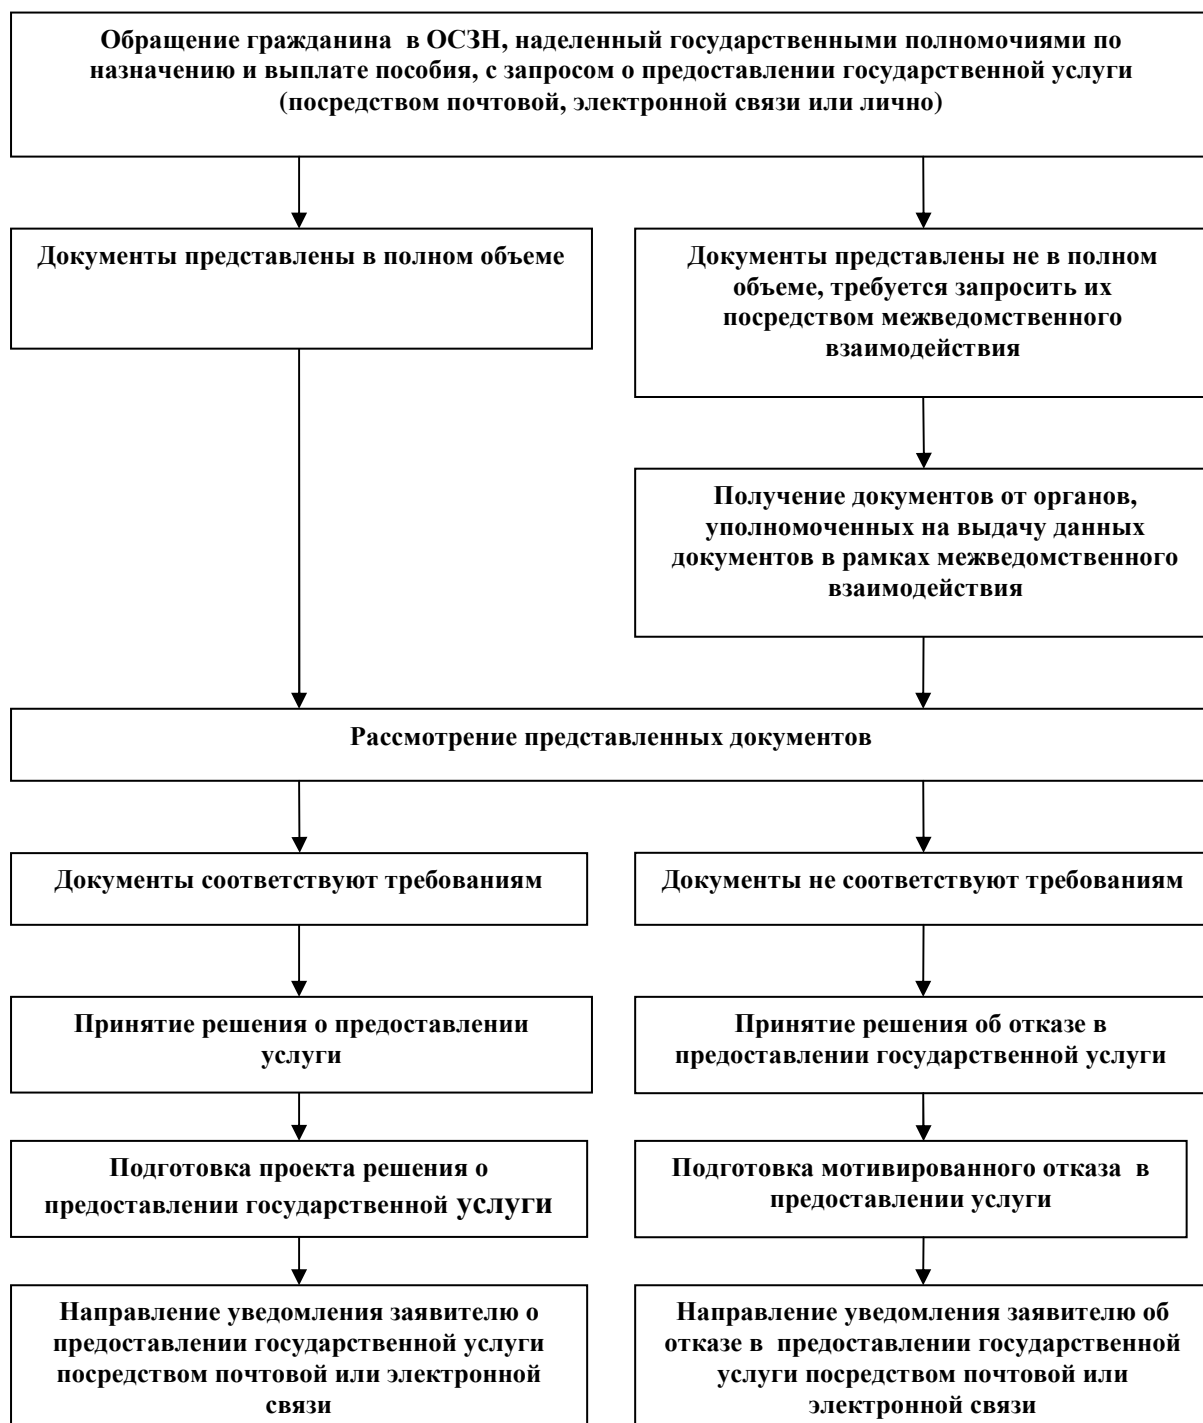 Обращение гражданина в ОСЗН, наделенный государственными полномочиями по
назначению и выплате пособия, с запросом о предоставлении государственной услуги
(посредством почтовой, электронной связи или лично)
Документы представлены в полном объеме
Документы представлены не в полном
объеме, требуется запросить их
посредством межведомственного
взаимодействия
Получение документов от органов,
уполномоченных на выдачу данных
документов в рамках межведомственного
взаимодействия
Рассмотрение представленных документов
Документы соответствуют требованиям
Документы не соответствуют требованиям
Принятие решения о предоставлении
услуги
Принятие решения об отказе в
предоставлении государственной услуги
Подготовка проекта решения о
предоставлении государственной услуги
Подготовка мотивированного отказа в
предоставлении услуги
Направление уведомления заявителю о
предоставлении государственной услуги
посредством почтовой или электронной
связи
Направление уведомления заявителю об
отказе в предоставлении государственной
услуги посредством почтовой или
электронной связи